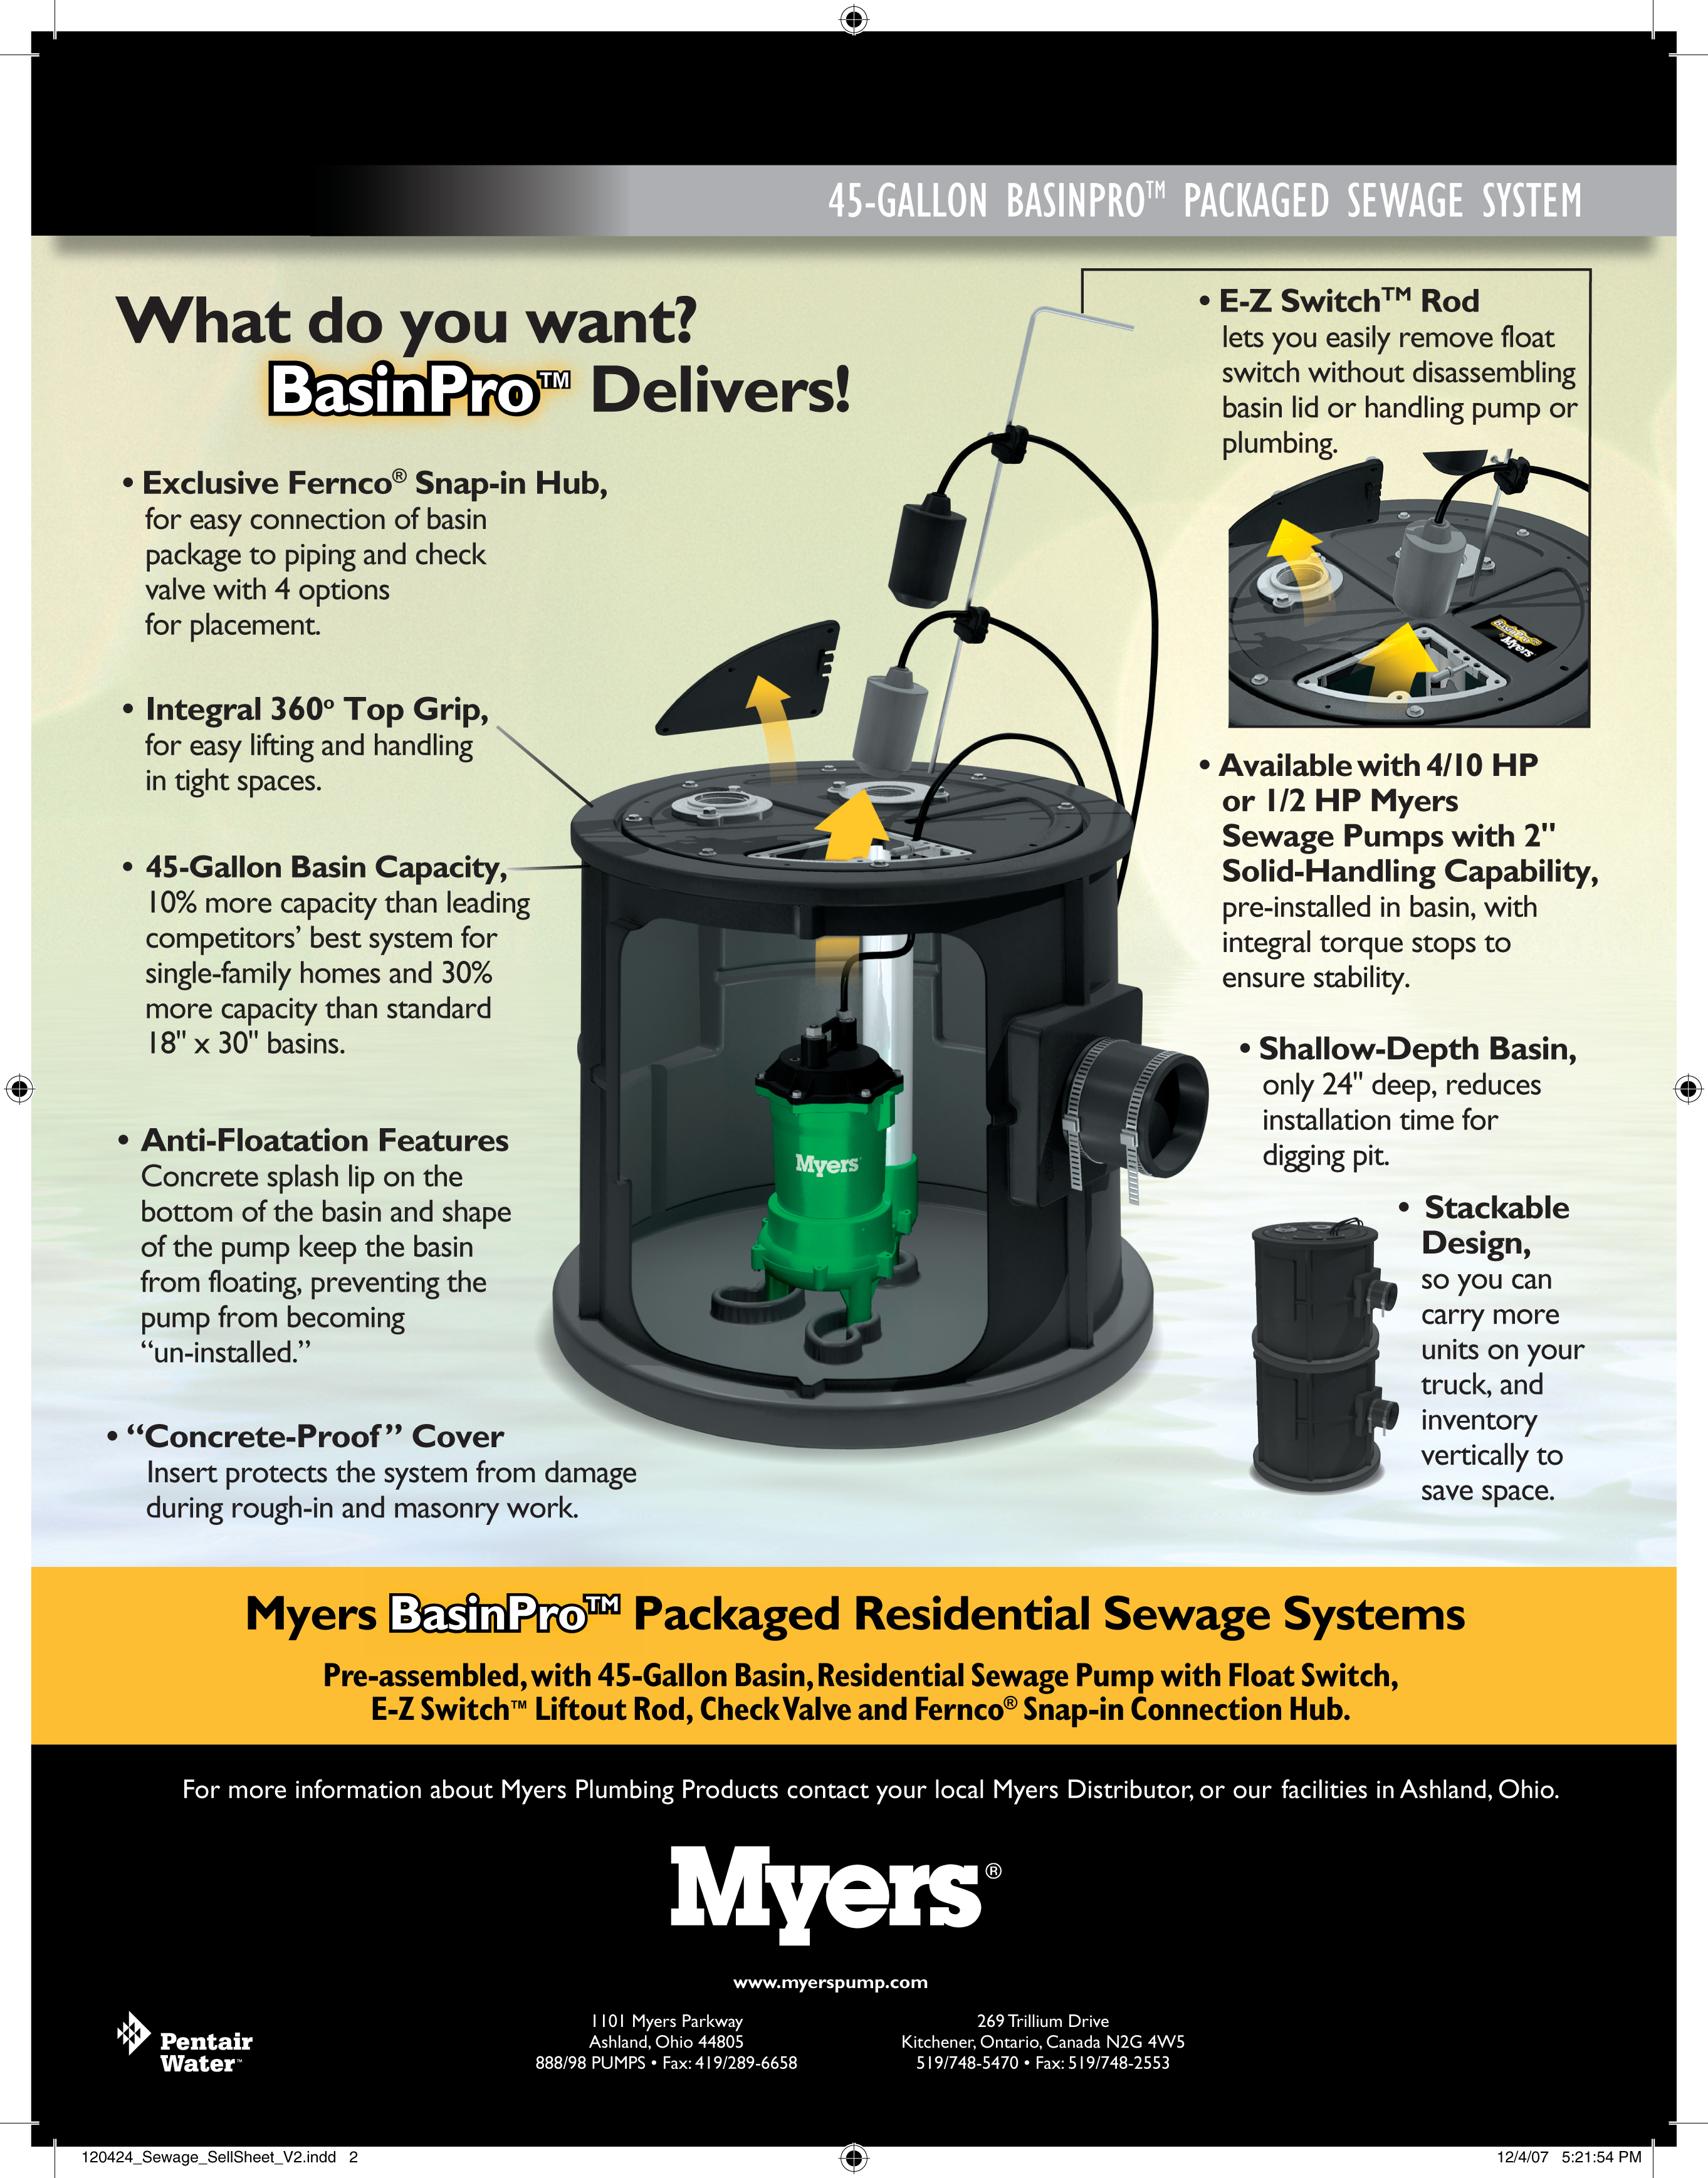 45-GALLON BASINPRO™ PACKAGED SEWAGE SYSTEM
What do you want?
BasinPro™ Delivers!
• Exclusive Fernco® Snap-in Hub,
for easy connection of basin
package to piping and check
valve with 4 options
for placement.
• Integral 360º Top Grip,
for easy lifting and handling
in tight spaces.
• 45-Gallon Basin Capacity,
10% more capacity than leading
competitors’ best system for
single-family homes and 30%
more capacity than standard
18" x 30" basins.
• Anti-Floatation Features
Concrete splash lip on the
bottom of the basin and shape
of the pump keep the basin
from floating, preventing the
pump from becoming
“un-installed.”
• “Concrete-Proof” Cover
Insert protects the system from damage
during rough-in and masonry work.
Myers
• E-Z Switch™ Rod
lets you easily remove float
switch without disassembling
basin lid or handling pump or
plumbing.
BasinPro
Myers
• Available with 4/10 HP
or 1/2 HP Myers
Sewage Pumps with 2"
Solid-Handling Capability,
pre-installed in basin, with
integral torque stops to
ensure stability.
• Shallow-Depth Basin,
only 24" deep, reduces
installation time for
digging pit.
• Stackable
Design,
so you can
carry more
units on your
truck, and
inventory
vertically to
save space.
Myers BasinPro™ Packaged Residential Sewage Systems
Pre-assembled, with 45-Gallon Basin, Residential Sewage Pump with Float Switch,
E-Z Switch™ Liftout Rod, Check Valve and Fernco® Snap-in Connection Hub.
For more information about Myers Plumbing Products contact your local Myers Distributor, or our facilities in Ashland, Ohio.
Myers®
www.myerspump.com
Pentair
Water™
1101 Myers Parkway
Ashland, Ohio 44805
888/98 PUMPS • Fax: 419/289-6658
269 Trillium Drive
Kitchener, Ontario, Canada N2G 4W5
519/748-5470 • Fax: 519/748-2553
120424_Sewage_SellSheet_V2.indd 2
12/4/07 5:21:54 PM